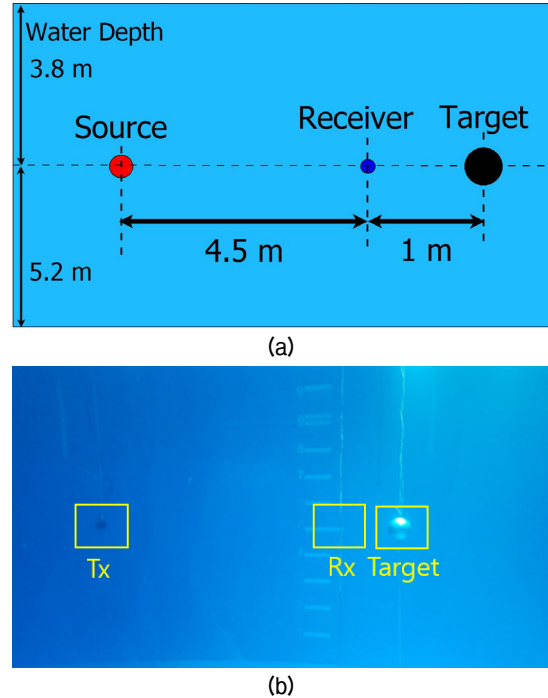 Water Depth
3.8 m
Source
Receiver
Target
4.5 m
1 m
5.2 m
(a)
Tx
Rx
Target
(b)